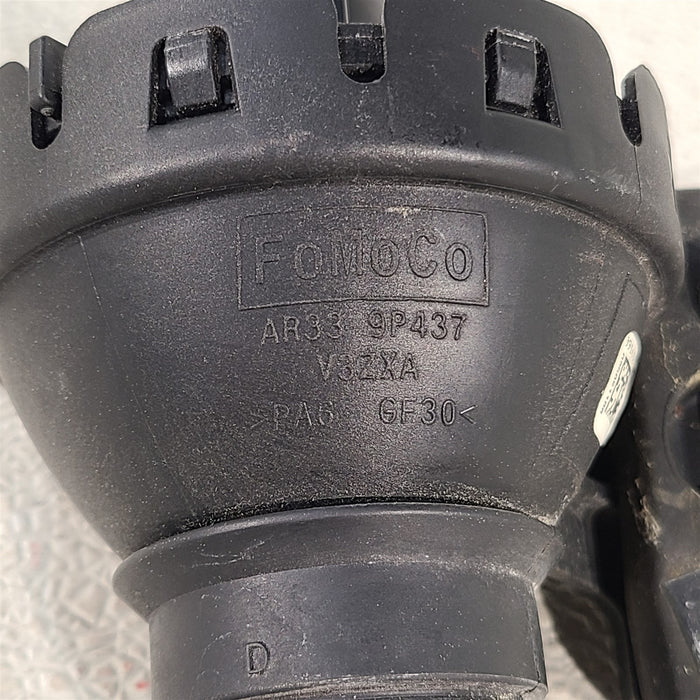 FoMoCo
AR33 9P437
V3ZXA
>PA6 GF30<
D